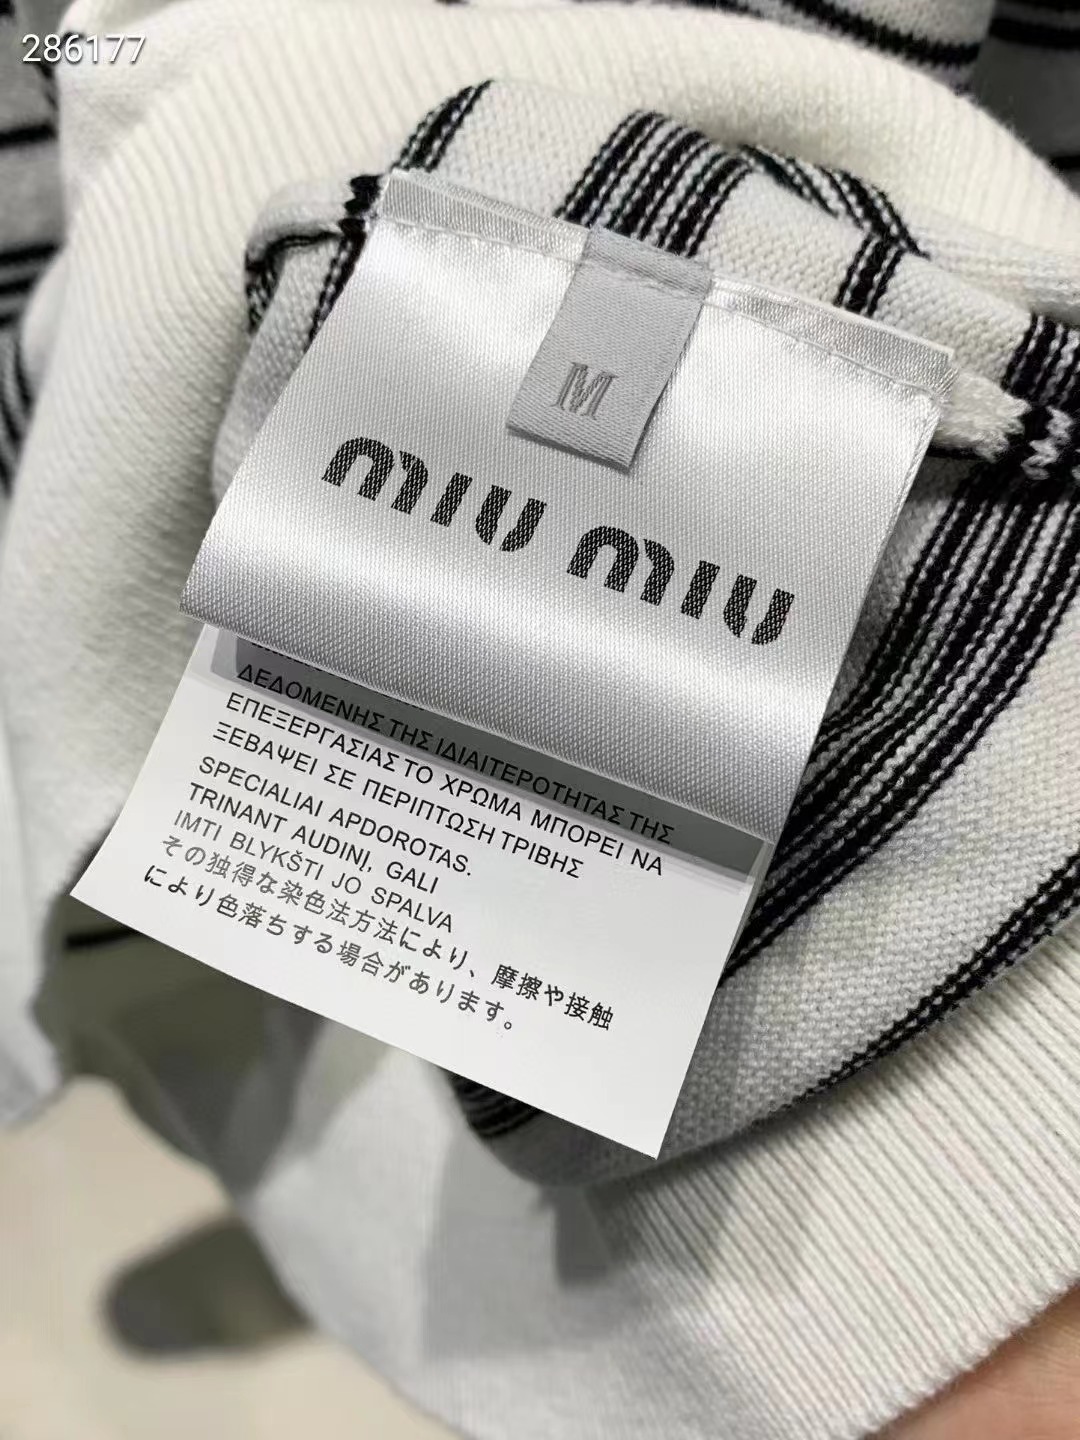 286177
M
miu miu
ΔΕΔΟΜΕΝΗΣ ΤΗΣ ΙΔΙΑΙΤΕΡΟΤΗΤΑΣ ΤΗΣ
ΕΠΕΞΕΡΓΑΣΙΑΣ ΤΟ ΧΡΩΜΑ ΜΠΟΡΕΙ ΝΑ
ΞΕΒΑΨΕΙ ΣΕ ΠΕΡΙΠΤΩΣΗ ΤΡΙΒΗΣ
SPECIALIAI APDOROTAS.
TRINANT AUDINĮ, GALI
IMTI BLYKŠTI JO SPALVA
その独得な染色法方法により、摩擦や接触
により色落ちする場合があります。